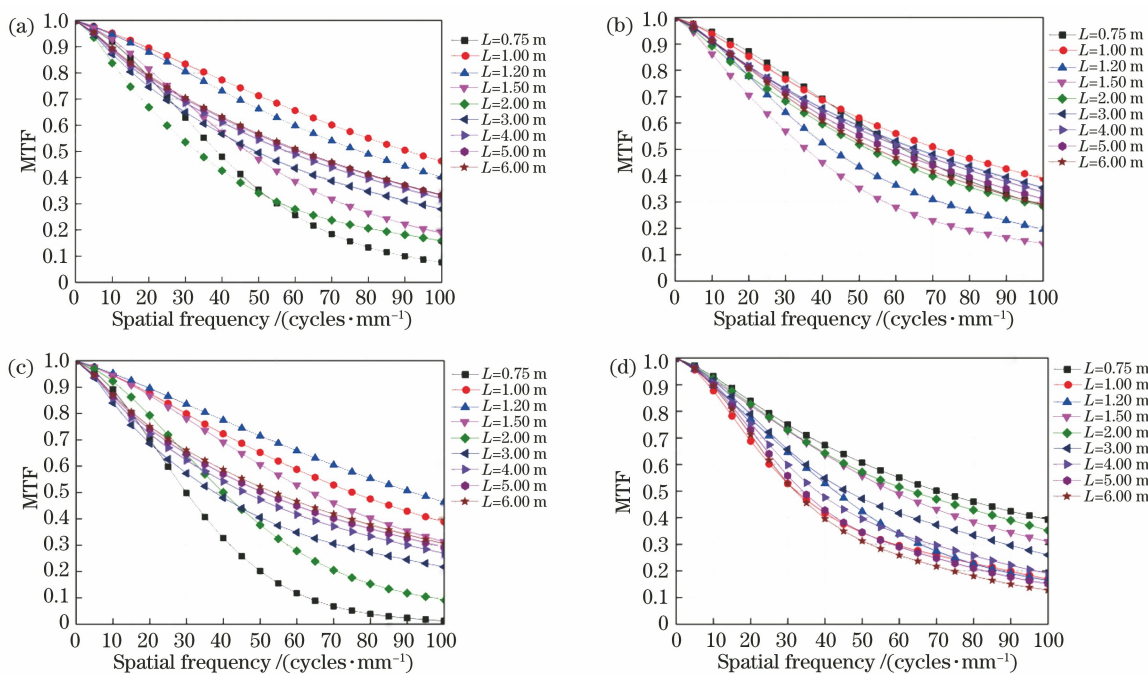 (a)
MTF
1.0
0.9
0.8
0.7
0.6
0.5
0.4
0.3
0.2
0.1
0
0 10 20 30 40 50 60 70 80 90 100
Spatial frequency /(cycles·mm⁻¹)
L=0.75 m
L=1.00 m
L=1.20 m
L=1.50 m
L=2.00 m
L=3.00 m
L=4.00 m
L=5.00 m
L=6.00 m
(b)
MTF
1.0
0.9
0.8
0.7
0.6
0.5
0.4
0.3
0.2
0.1
0
0 10 20 30 40 50 60 70 80 90 100
Spatial frequency /(cycles·mm⁻¹)
L=0.75 m
L=1.00 m
L=1.20 m
L=1.50 m
L=2.00 m
L=3.00 m
L=4.00 m
L=5.00 m
L=6.00 m
(c)
MTF
1.0
0.9
0.8
0.7
0.6
0.5
0.4
0.3
0.2
0.1
0
0 10 20 30 40 50 60 70 80 90 100
Spatial frequency /(cycles·mm⁻¹)
L=0.75 m
L=1.00 m
L=1.20 m
L=1.50 m
L=2.00 m
L=3.00 m
L=4.00 m
L=5.00 m
L=6.00 m
(d)
MTF
1.0
0.9
0.8
0.7
0.6
0.5
0.4
0.3
0.2
0.1
0
0 10 20 30 40 50 60 70 80 90 100
Spatial frequency /(cycles·mm⁻¹)
L=0.75 m
L=1.00 m
L=1.20 m
L=1.50 m
L=2.00 m
L=3.00 m
L=4.00 m
L=5.00 m
L=6.00 m